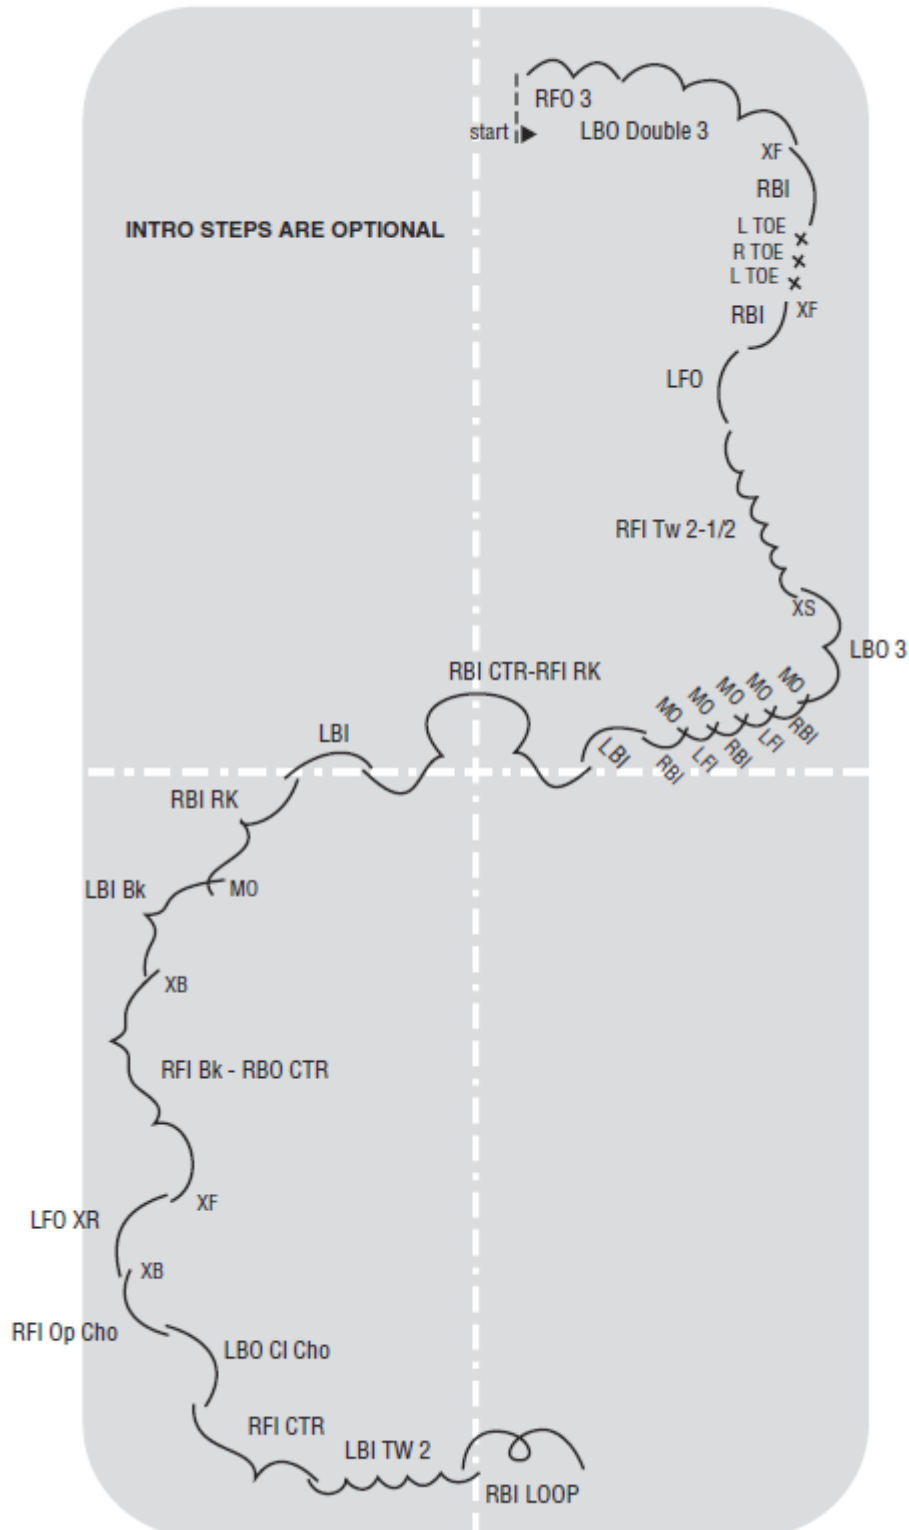 RFO 3
start
LBO Double 3
XF
RBI
INTRO STEPS ARE OPTIONAL
L TOE
R TOE
L TOE
RBI
XF
LFO
RFI Tw 2-1/2
XS
LBO 3
MO
MO
MO
MO
MO
RBI
LFI
RBI
LFI
RBI
LBI
RBI CTR-RFI RK
LBI
RBI RK
MO
LBI Bk
XB
RFI Bk - RBO CTR
XF
LFO XR
XB
RFI Op Cho
LBO Cl Cho
RFI CTR
LBI TW 2
RBI LOOP